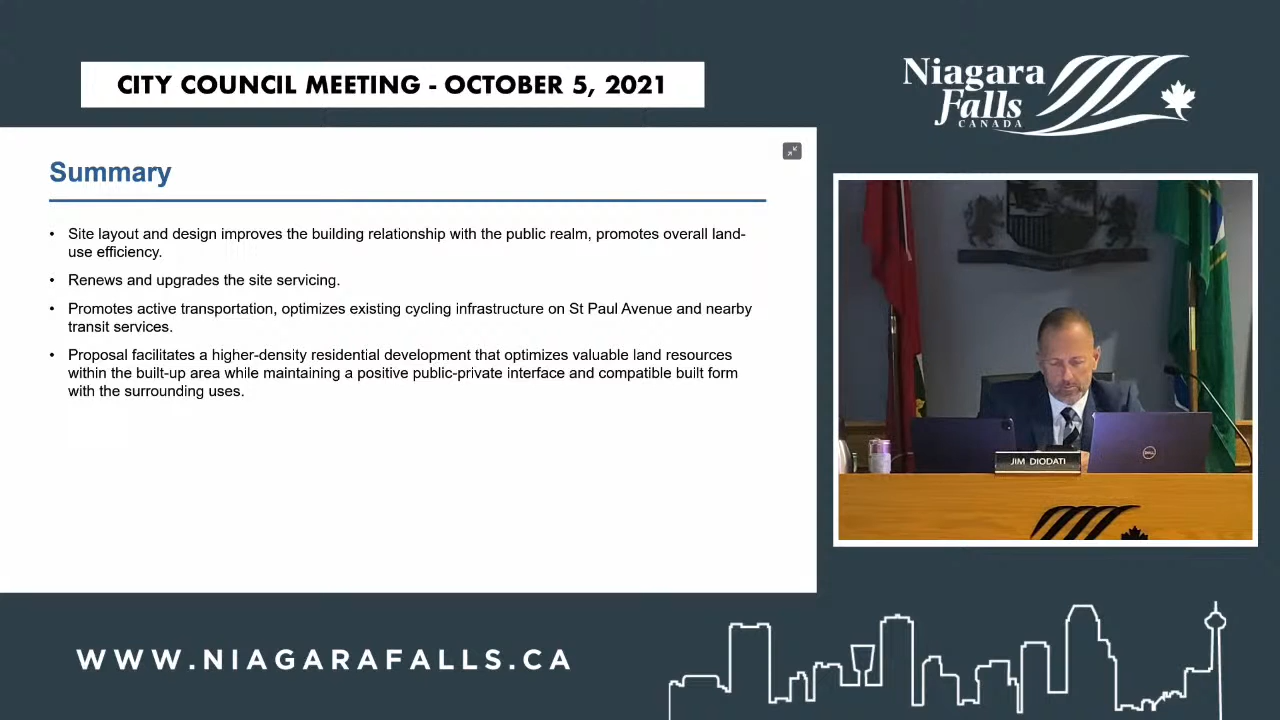 CITY COUNCIL MEETING - OCTOBER 5, 2021
Niagara
Falls
CANADA
Summary
• Site layout and design improves the building relationship with the public realm, promotes overall land-
use efficiency.
• Renews and upgrades the site servicing.
• Promotes active transportation, optimizes existing cycling infrastructure on St Paul Avenue and nearby
transit services.
• Proposal facilitates a higher-density residential development that optimizes valuable land resources
within the built-up area while maintaining a positive public-private interface and compatible built form
with the surrounding uses.
DELL
JIM DIODATI
WWW.NIAGARAFALLS.CA